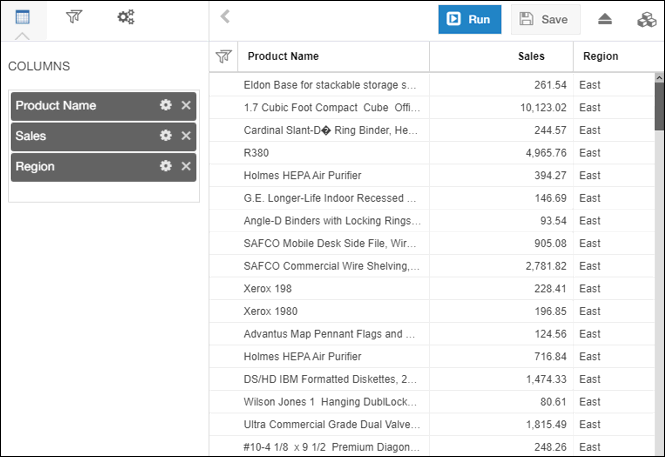 Run Save
COLUMNS
Product Name
Sales
Region
Product Name Sales Region
Eldon Base for stackable storage s... 261.54 East
1.7 Cubic Foot Compact Cube Offi... 10,123.02 East
Cardinal Slant-D� Ring Binder, He... 244.57 East
R380 4,965.76 East
Holmes HEPA Air Purifier 394.27 East
G.E. Longer-Life Indoor Recessed ... 146.69 East
Angle-D Binders with Locking Rings... 93.54 East
SAFCO Mobile Desk Side File, Wir... 905.08 East
SAFCO Commercial Wire Shelving,... 2,781.82 East
Xerox 198 228.41 East
Xerox 1980 196.85 East
Advantus Map Pennant Flags and ... 124.56 East
Holmes HEPA Air Purifier 716.84 East
DS/HD IBM Formatted Diskettes, 2... 1,474.33 East
Wilson Jones 1 Hanging DublLock... 80.61 East
Ultra Commercial Grade Dual Valve... 1,815.49 East
#10-4 1/8 x 9 1/2 Premium Diagon... 248.26 East